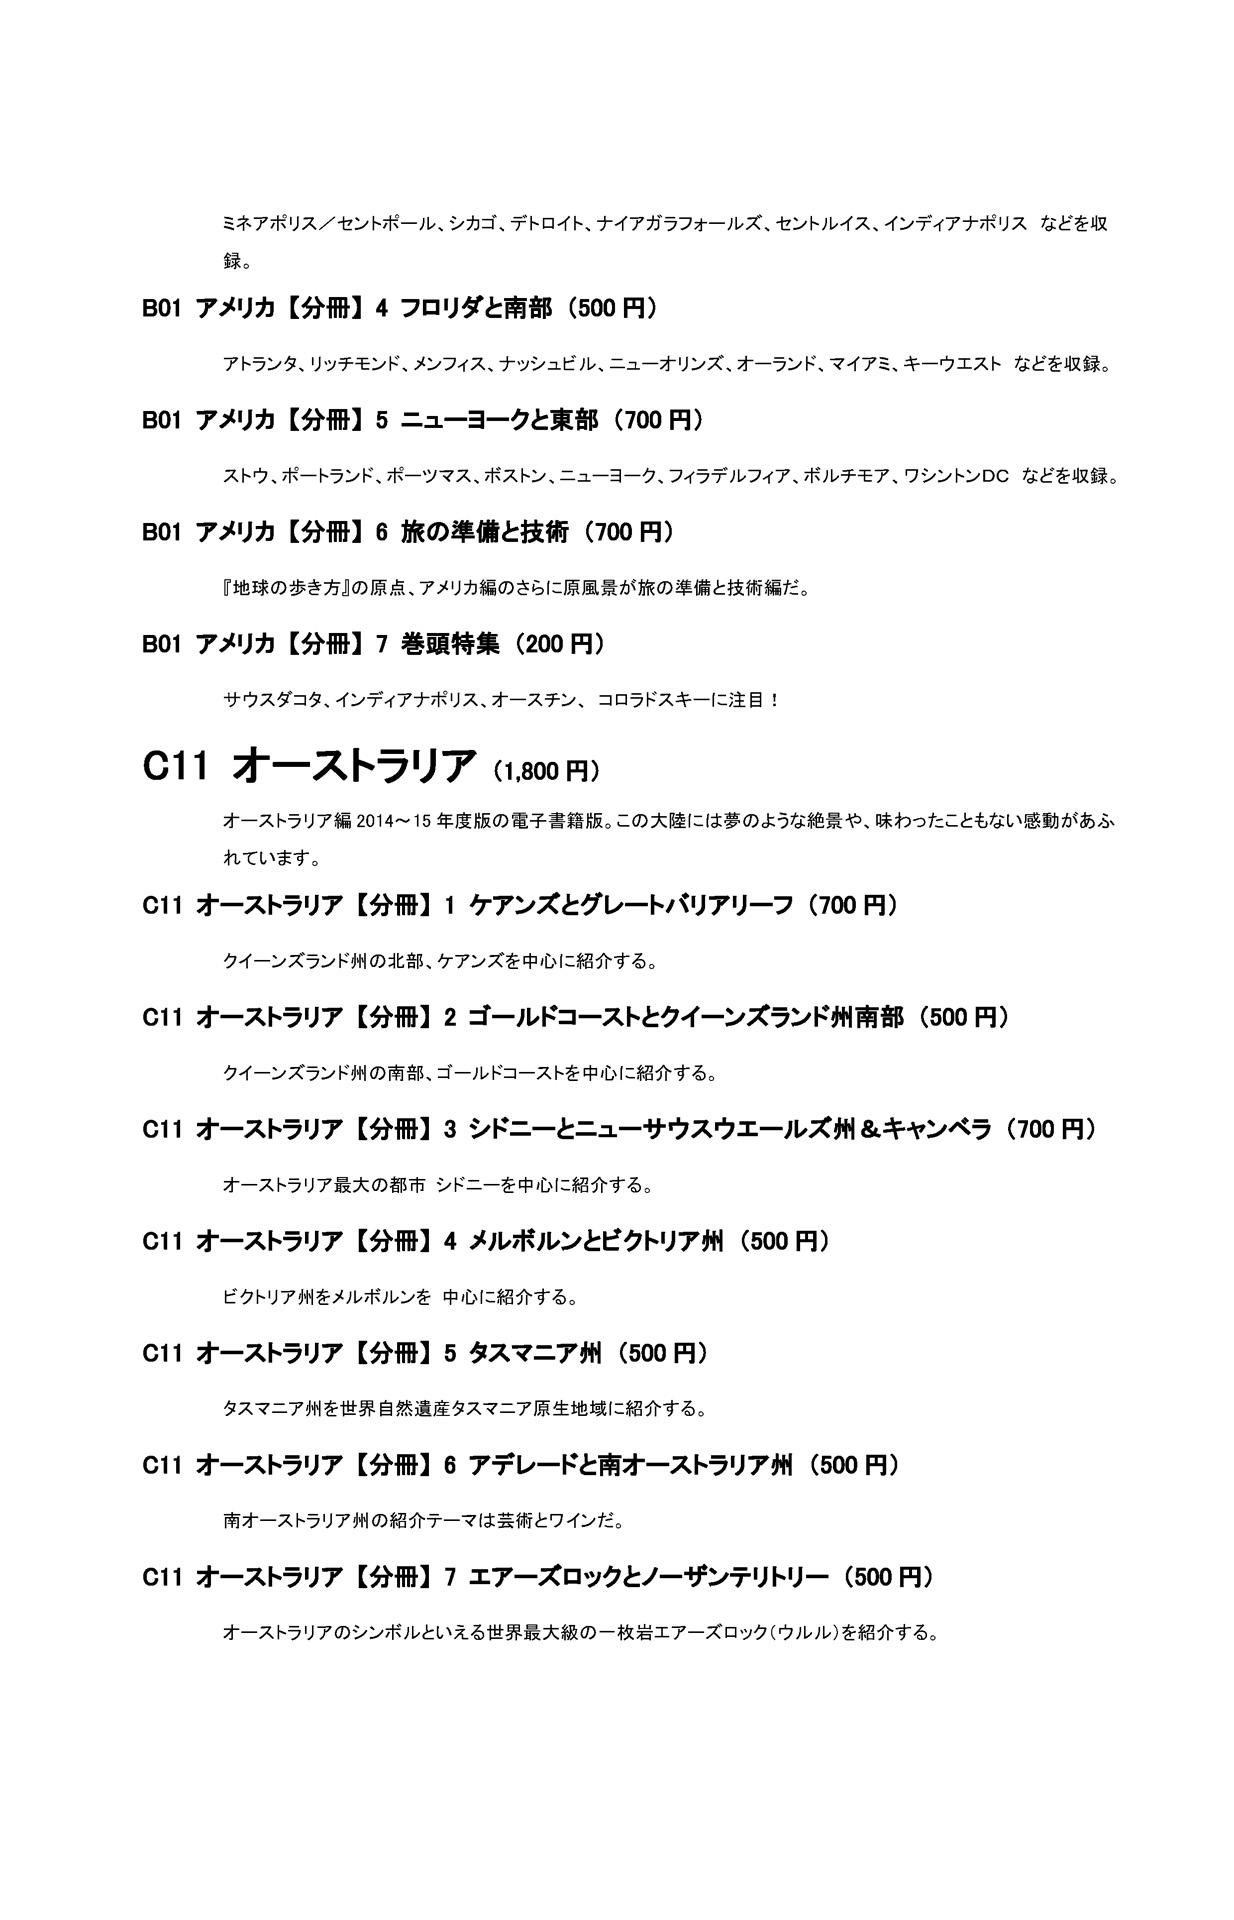 ミネアポリス／セントポール、シカゴ、デトロイト、ナイアガラフォールズ、セントルイス、インディアナポリス などを収
録。
B01 アメリカ 【分冊】 4 フロリダと南部 （500 円）
アトランタ、リッチモンド、メンフィス、ナッシュビル、ニューオリンズ、オーランド、マイアミ、キーウエスト などを収録。
B01 アメリカ 【分冊】 5 ニューヨークと東部 （700 円）
ストウ、ポートランド、ポーツマス、ボストン、ニューヨーク、フィラデルフィア、ボルチモア、ワシントンDC などを収録。
B01 アメリカ 【分冊】 6 旅の準備と技術 （700 円）
『地球の歩き方』の原点、アメリカ編のさらに原風景が旅の準備と技術編だ。
B01 アメリカ 【分冊】 7 巻頭特集 （200 円）
サウスダコタ、インディアナポリス、オースチン、 コロラドスキーに注目！
C11 オーストラリア （1,800 円）
オーストラリア編 2014～15 年度版の電子書籍版。この大陸には夢のような絶景や、味わったこともない感動があふ
れています。
C11 オーストラリア 【分冊】 1 ケアンズとグレートバリアリーフ （700 円）
クイーンズランド州の北部、ケアンズを中心に紹介する。
C11 オーストラリア 【分冊】 2 ゴールドコーストとクイーンズランド州南部 （500 円）
クイーンズランド州の南部、ゴールドコーストを中心に紹介する。
C11 オーストラリア 【分冊】 3 シドニーとニューサウスウエールズ州＆キャンベラ （700 円）
オーストラリア最大の都市 シドニーを中心に紹介する。
C11 オーストラリア 【分冊】 4 メルボルンとビクトリア州 （500 円）
ビクトリア州をメルボルンを 中心に紹介する。
C11 オーストラリア 【分冊】 5 タスマニア州 （500 円）
タスマニア州を世界自然遺産タスマニア原生地域に紹介する。
C11 オーストラリア 【分冊】 6 アデレードと南オーストラリア州 （500 円）
南オーストラリア州の紹介テーマは芸術とワインだ。
C11 オーストラリア 【分冊】 7 エアーズロックとノーザンテリトリー （500 円）
オーストラリアのシンボルといえる世界最大級の一枚岩エアーズロック（ウルル）を紹介する。